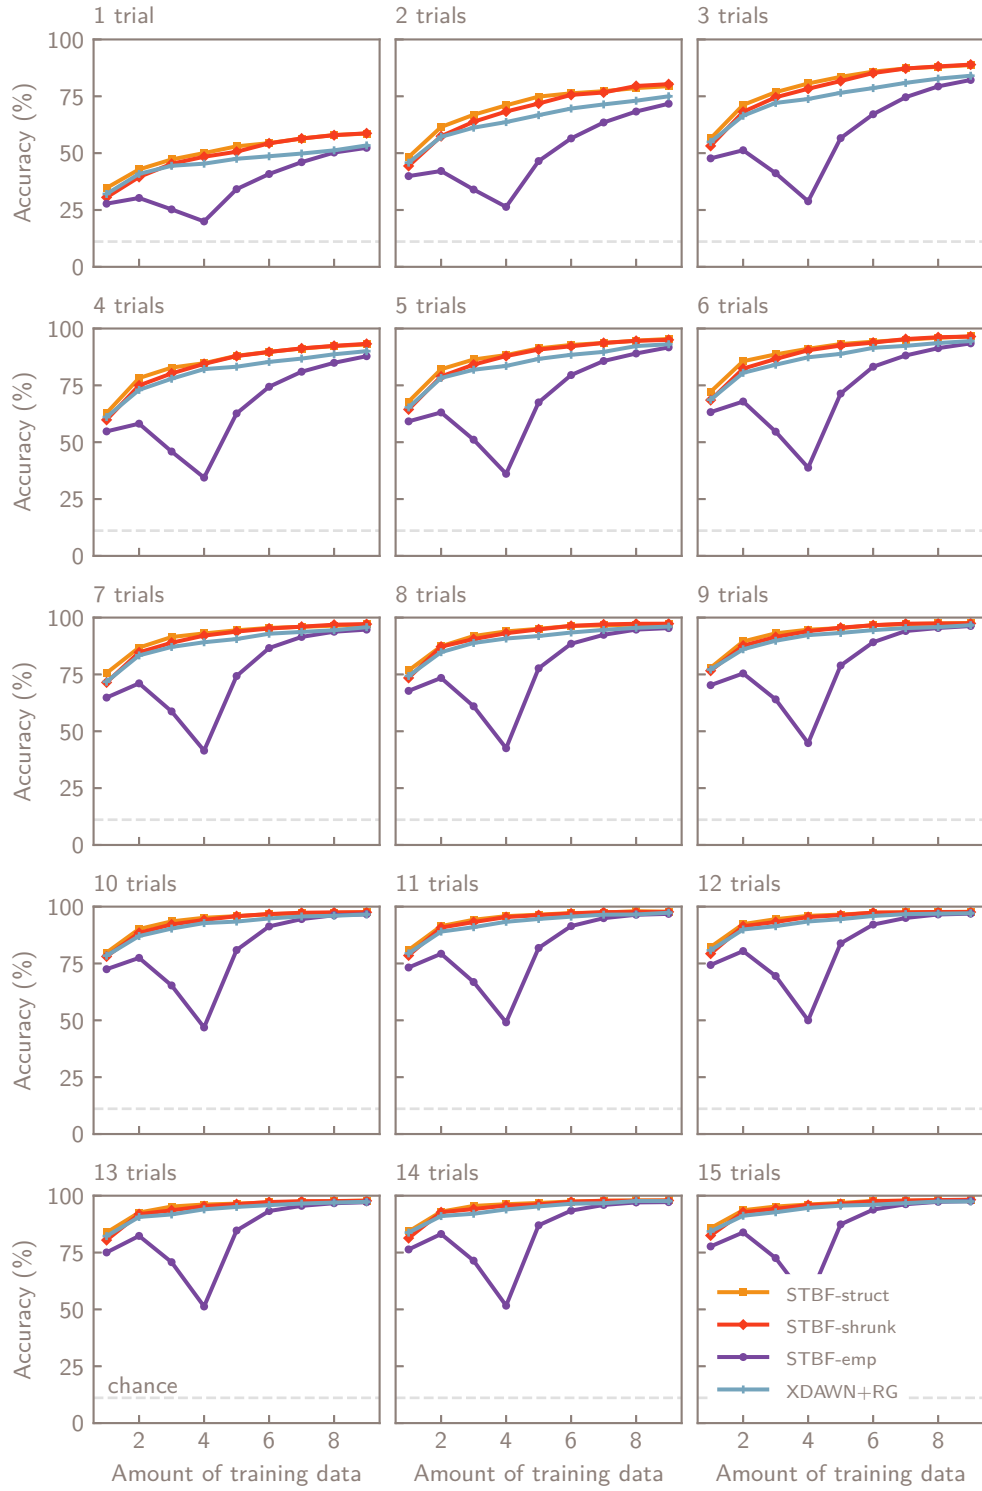 1 trial
2 trials
3 trials
100
75
50
25
0
Accuracy (%)
4 trials
5 trials
6 trials
100
75
50
25
0
Accuracy (%)
7 trials
8 trials
9 trials
100
75
50
25
0
Accuracy (%)
10 trials
11 trials
12 trials
100
75
50
25
0
Accuracy (%)
13 trials
14 trials
15 trials
100
75
50
25
0
Accuracy (%)
chance
STBF-struct
STBF-shrunk
STBF-emp
XDAWN+RG
2 4 6 8
2 4 6 8
2 4 6 8
Amount of training data
Amount of training data
Amount of training data